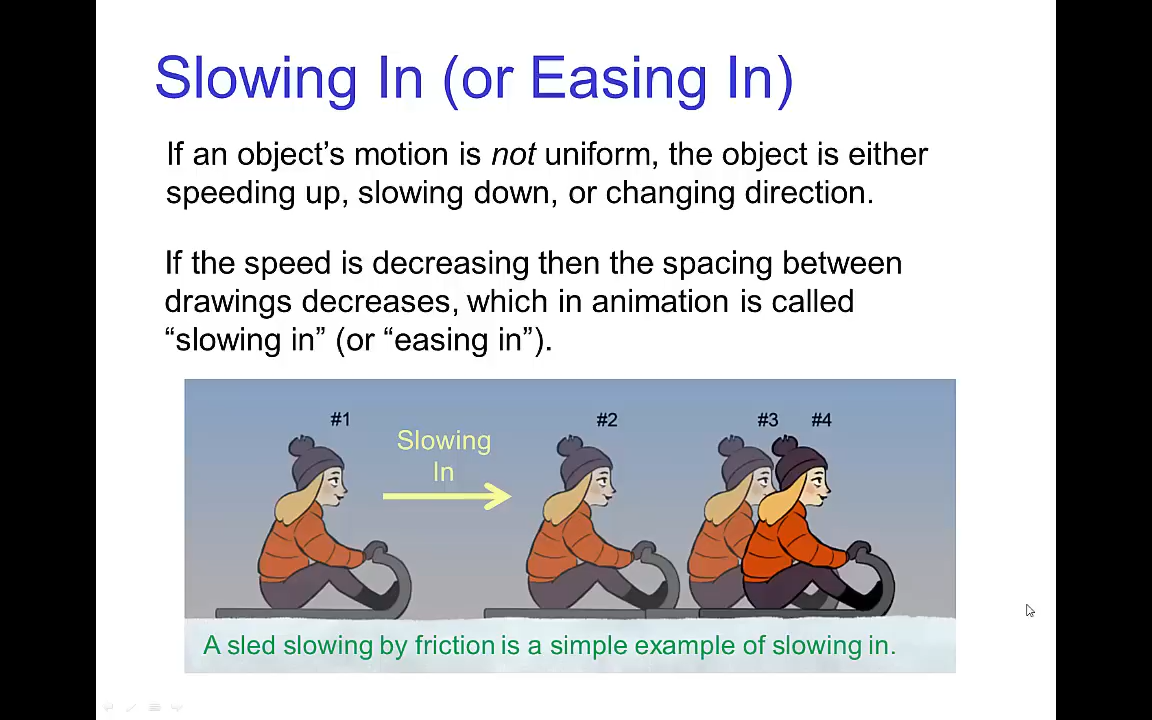 Slowing In (or Easing In)
If an object’s motion is not uniform, the object is either
speeding up, slowing down, or changing direction.
If the speed is decreasing then the spacing between
drawings decreases, which in animation is called
“slowing in” (or “easing in”).
#1
#2
#3
#4
Slowing
In
A sled slowing by friction is a simple example of slowing in.